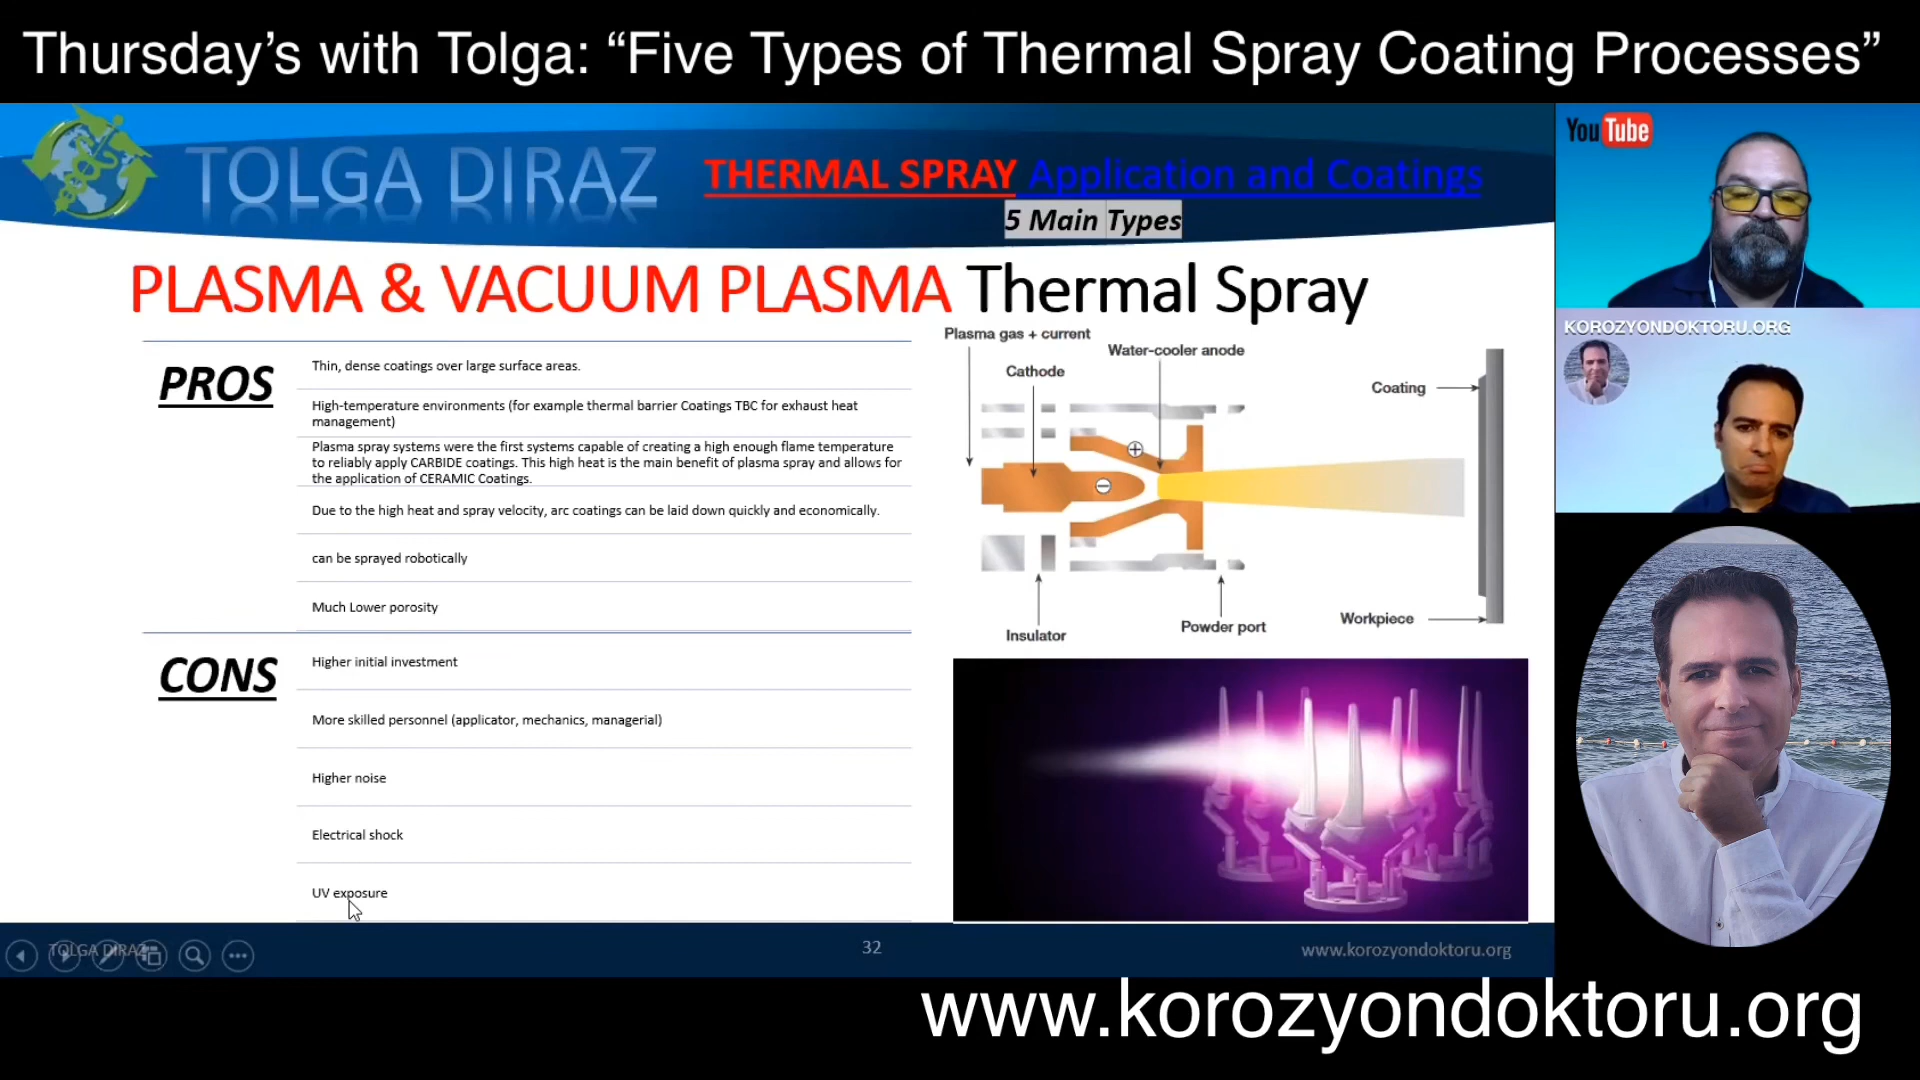 Thursday’s with Tolga: “Five Types of Thermal Spray Coating Processes”
TOLGA DIRAZ
THERMAL SPRAY Application and Coatings
5 Main Types
PLASMA & VACUUM PLASMA Thermal Spray
PROS
Thin, dense coatings over large surface areas.
High-temperature environments (for example thermal barrier Coatings TBC for exhaust heat
management)
Plasma spray systems were the first systems capable of creating a high enough flame temperature
to reliably apply CARBIDE coatings. This high heat is the main benefit of plasma spray and allows for
the application of CERAMIC Coatings.
Due to the high heat and spray velocity, arc coatings can be laid down quickly and economically.
can be sprayed robotically
Much Lower porosity
CONS
Higher initial investment
More skilled personnel (applicator, mechanics, managerial)
Higher noise
Electrical shock
UV exposure
Plasma gas + current
Water-cooler anode
Cathode
Coating
Insulator
Powder port
Workpiece
TOLGA DIRAZ
32
www.korozyondoktoru.org
YouTube
KOROZYONDOKTORU.ORG
www.korozyondoktoru.org